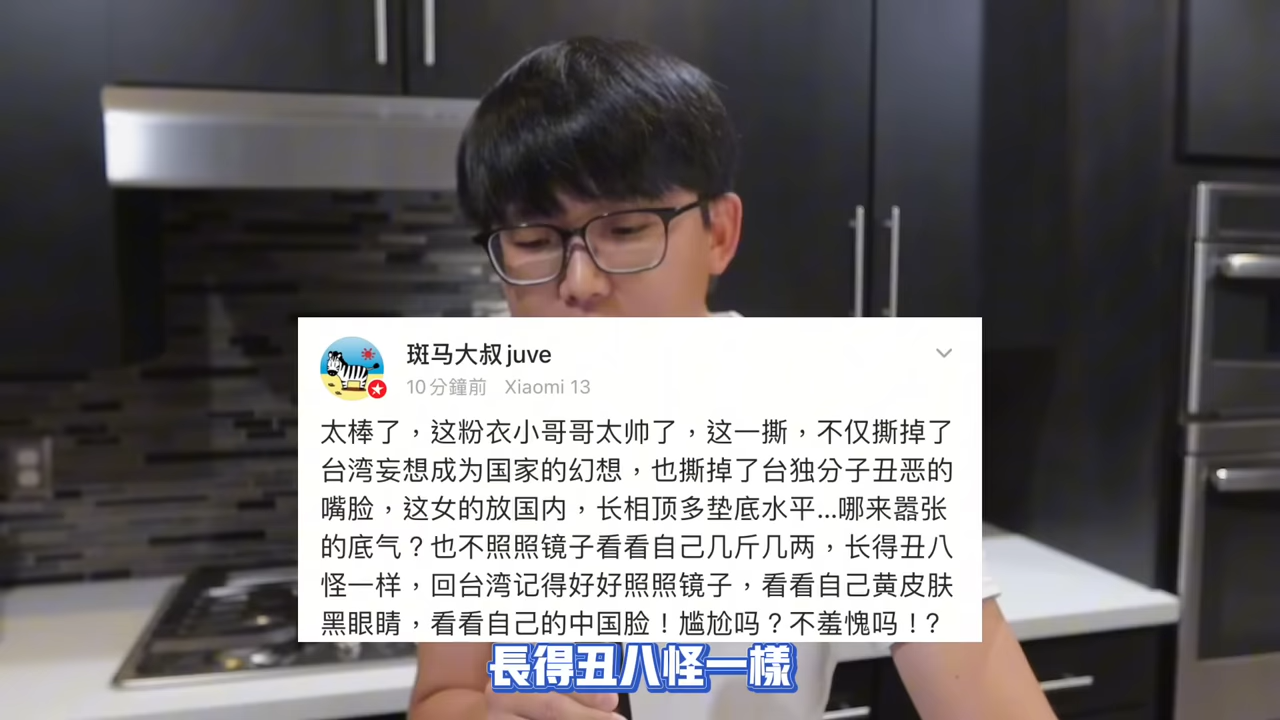 斑马大叔juve
10分鐘前 Xiaomi 13
太棒了，这粉衣小哥哥太帅了，这一撕，不仅撕掉了
台湾妄想成为国家的幻想，也撕掉了台独分子丑恶的
嘴脸，这女的放国内，长相顶多垫底水平...哪来嚣张
的底气？也不照照镜子看看自己几斤几两，长得丑八
怪一样，回台湾记得好好照照镜子，看看自己黄皮肤
黑眼睛，看看自己的中国脸！尴尬吗？不羞愧吗！?
長得丑八怪一樣